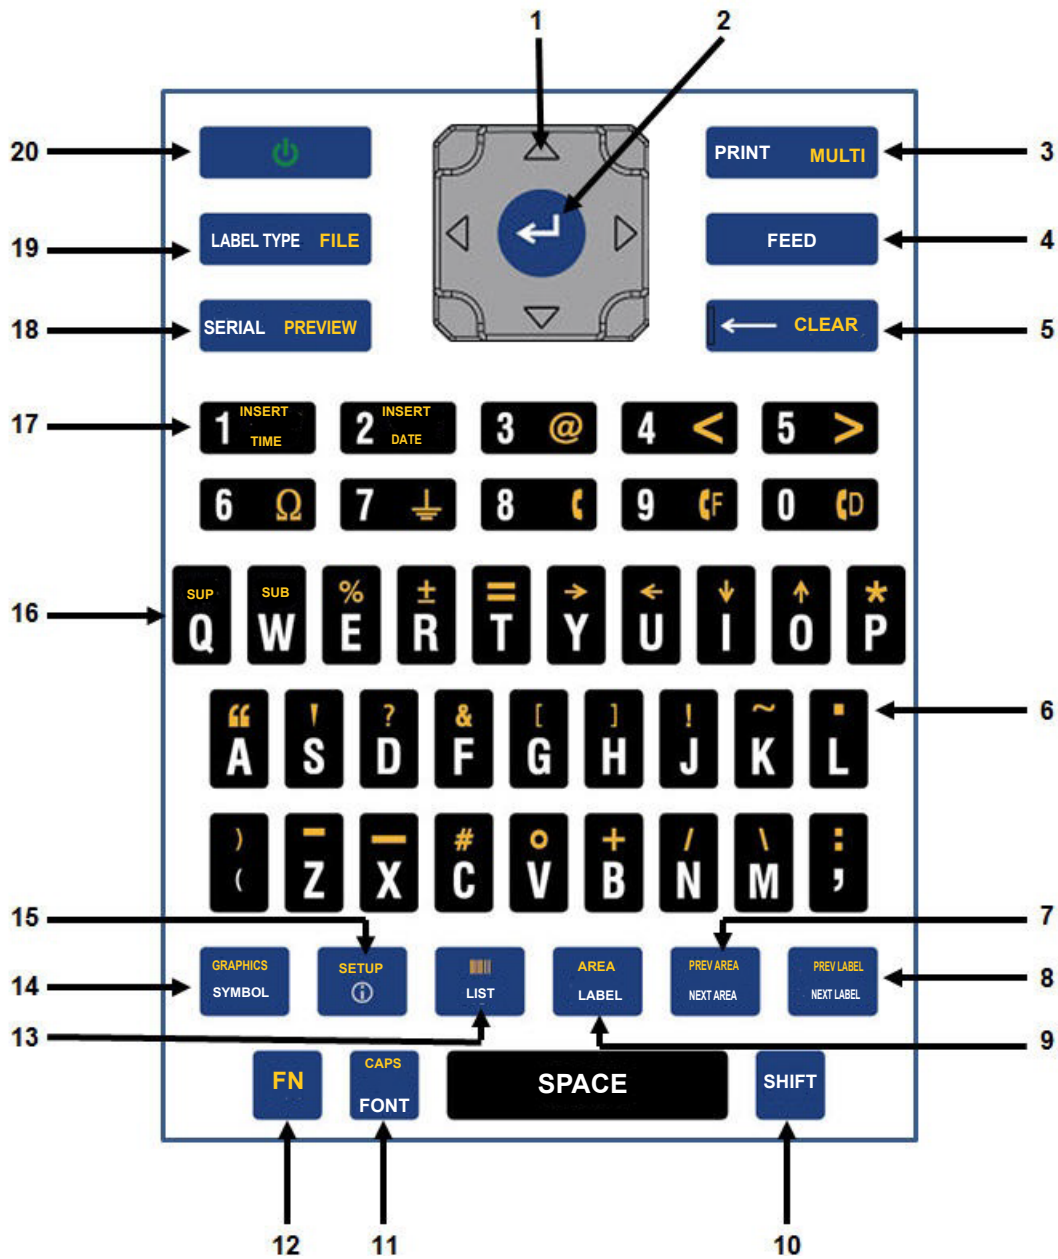 1 2
20 PRINT MULTI 3
19 LABEL TYPE FILE FEED 4
18 SERIAL PREVIEW ← CLEAR 5
17 1 INSERT TIME 2 INSERT DATE 3 @ 4 < 5 >
6 Ω 7 ⏚ 8 9 F 0 D
SUP SUB % ± = → ← ↓ ↑ *
16 Q W E R T Y U I O P
“ ' ? & [ ] ! ~ . 6
A S D F G H J K L
) - — # ° + / \ :
( Z X C V B N M ,
15 7
GRAPHICS SETUP AREA PREV AREA PREV LABEL
14 SYMBOL LIST LABEL NEXT AREA NEXT LABEL 8
13 9
FN CAPS FONT SPACE SHIFT
12 11 10